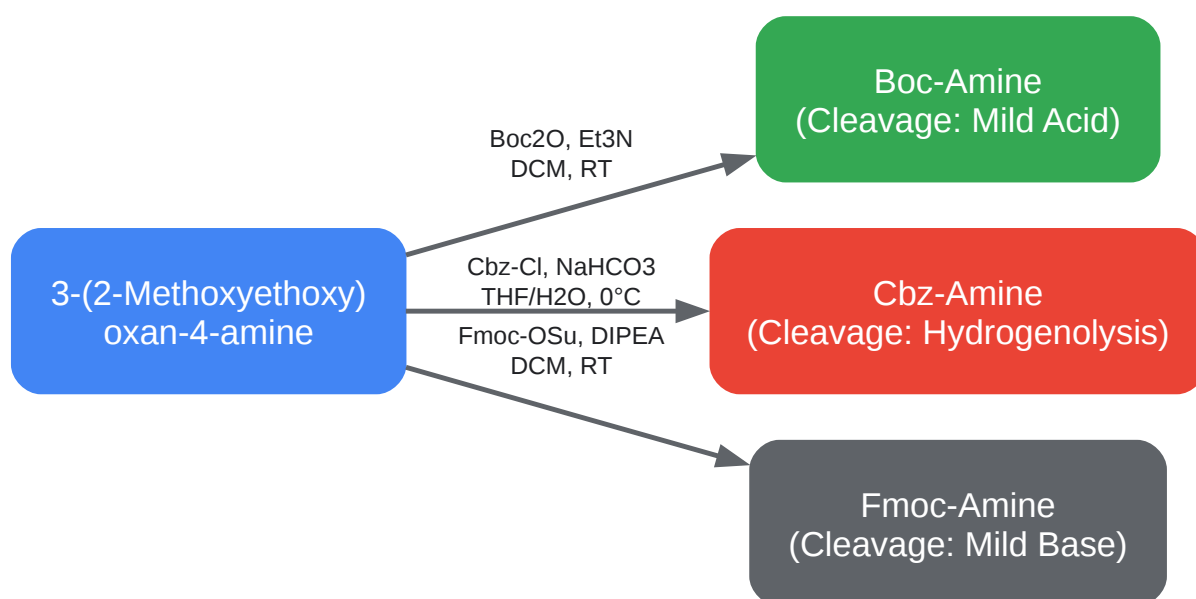 Boc-Amine
(Cleavage: Mild Acid)
Boc2O, Et3N
DCM, RT
3-(2-Methoxyethoxy)
oxan-4-amine
Cbz-Cl, NaHCO3
THF/H2O, 0°C
Cbz-Amine
(Cleavage: Hydrogenolysis)
Fmoc-OSu, DIPEA
DCM, RT
Fmoc-Amine
(Cleavage: Mild Base)